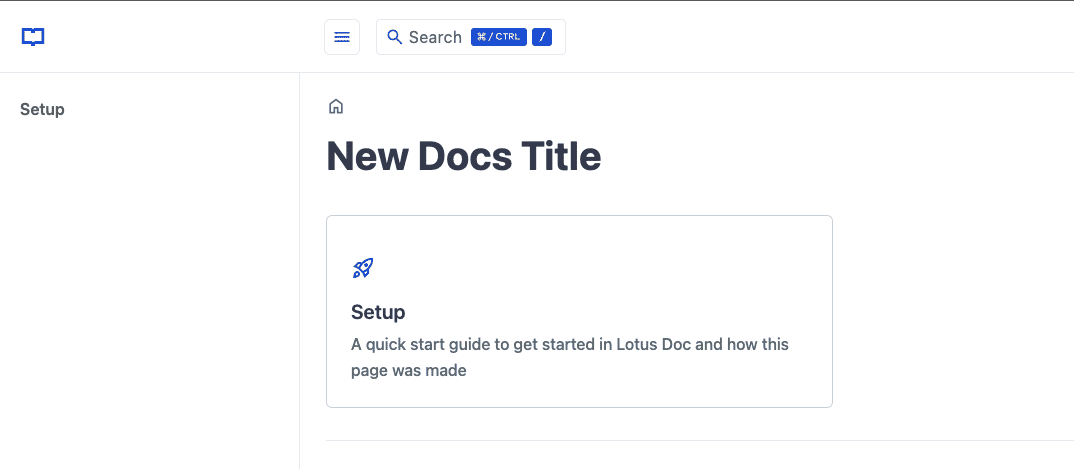 Search ⌘/CTRL /
Setup
New Docs Title
Setup
A quick start guide to get started in Lotus Doc and how this
page was made